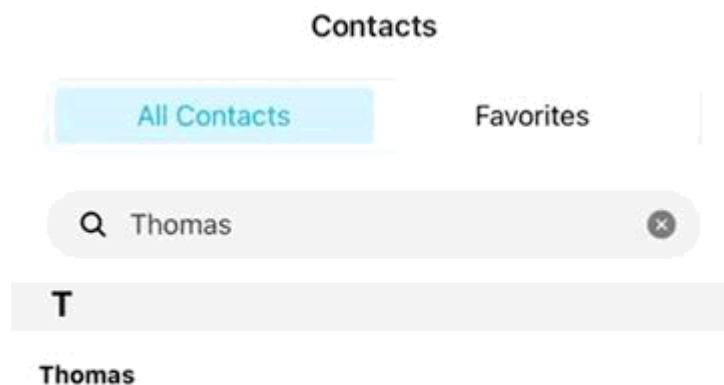 Contacts
All Contacts Favorites
Thomas
T
Thomas